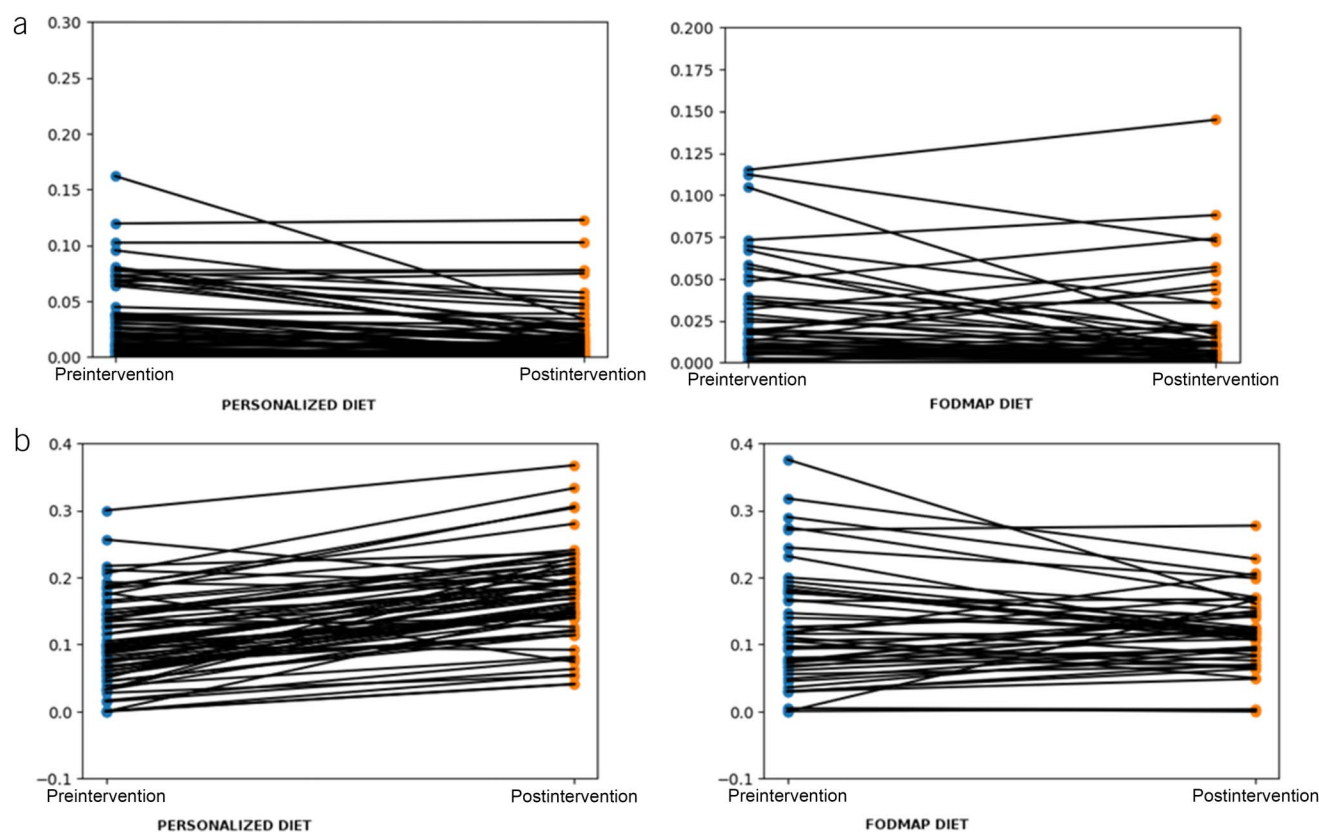 a
0.30
0.25
0.20
0.15
0.10
0.05
0.00
Preintervention
Postintervention
PERSONALIZED DIET
0.200
0.175
0.150
0.125
0.100
0.075
0.050
0.025
0.000
Preintervention
Postintervention
FODMAP DIET
b
0.4
0.3
0.2
0.1
0.0
−0.1
Preintervention
Postintervention
PERSONALIZED DIET
0.4
0.3
0.2
0.1
0.0
−0.1
Preintervention
Postintervention
FODMAP DIET